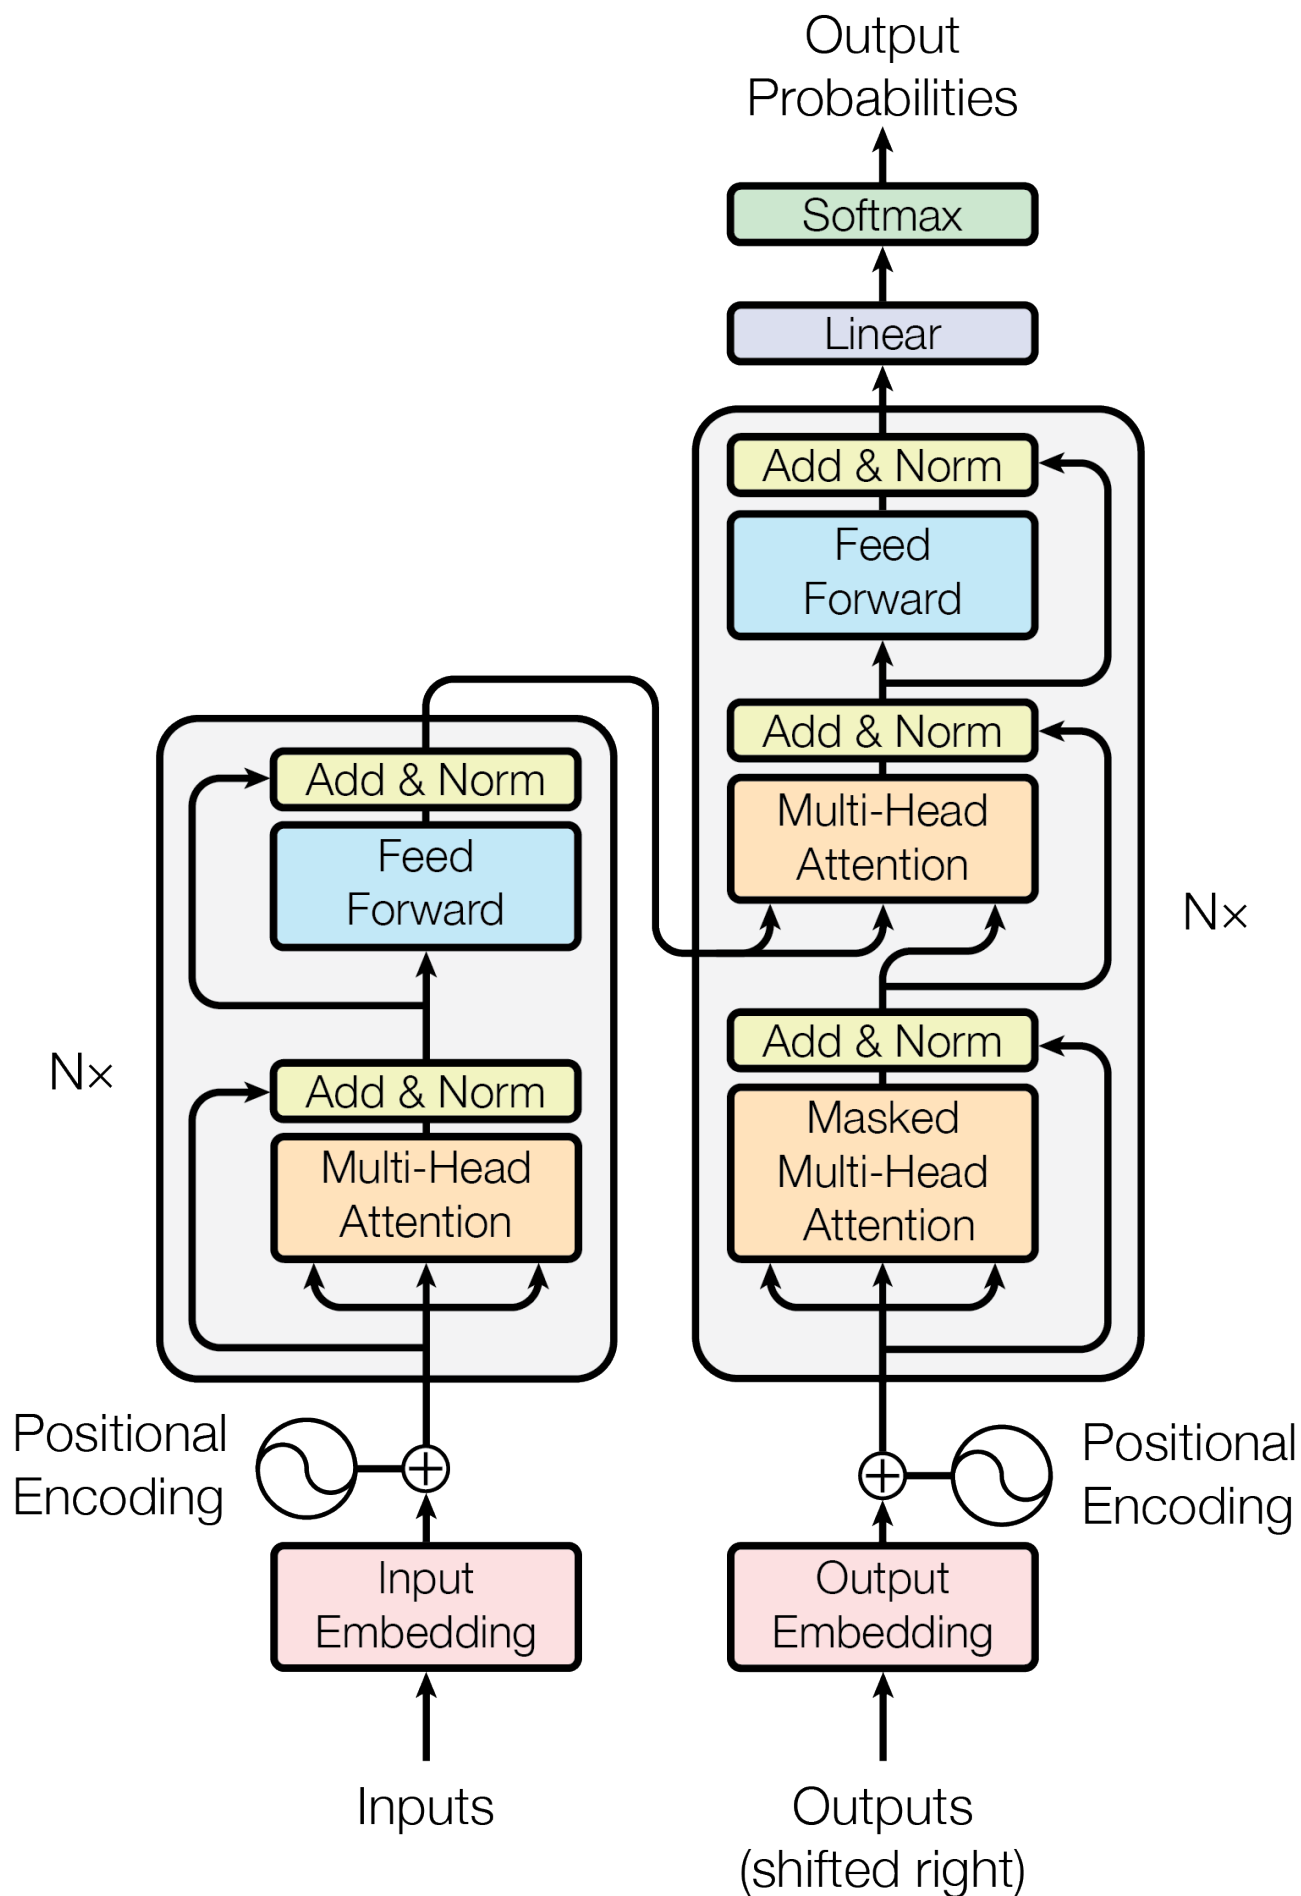 Output
Probabilities
Softmax
Linear
Add & Norm
Feed
Forward
Add & Norm
Multi-Head
Attention
Nx
Add & Norm
Masked
Multi-Head
Attention
Add & Norm
Feed
Forward
Nx
Add & Norm
Multi-Head
Attention
Positional
Encoding
Positional
Encoding
Input
Embedding
Output
Embedding
Inputs
Outputs
(shifted right)